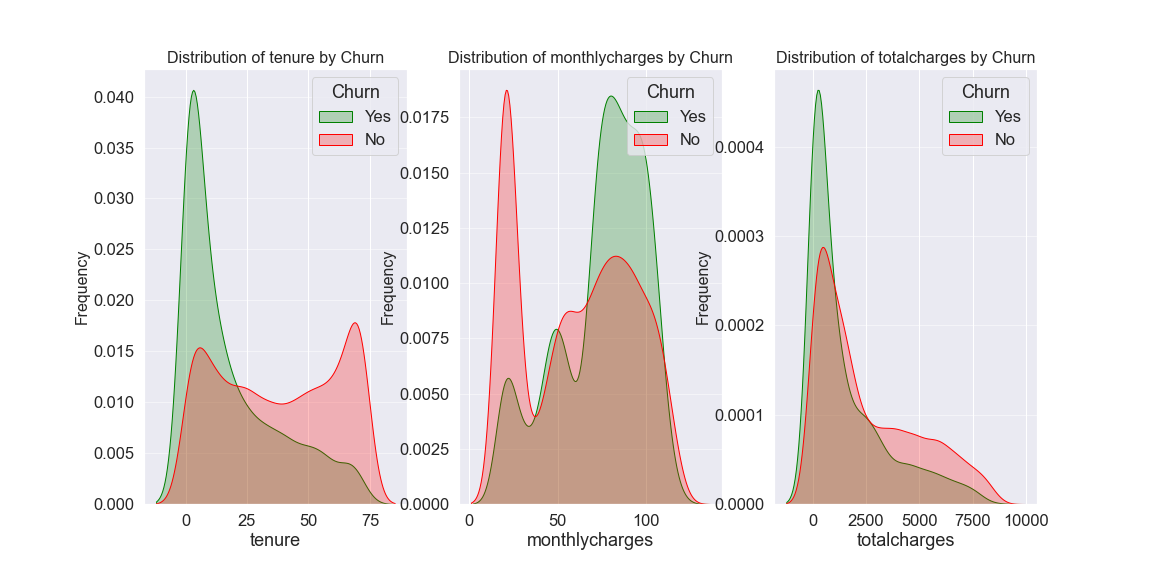 Distribution of tenure by Churn
Churn
Yes
No
0.040
0.035
0.030
0.025
0.020
0.015
0.010
0.005
0.000
Frequency
0
25
50
75
tenure
Distribution of monthlycharges by Churn
Churn
Yes
No
0.0175
0.0150
0.0125
0.0100
0.0075
0.0050
0.0025
0.0000
Frequency
0
50
100
monthlycharges
Distribution of totalcharges by Churn
Churn
Yes
No
0.0004
0.0003
0.0002
0.0001
0.0000
Frequency
0
2500
5000
7500
10000
totalcharges